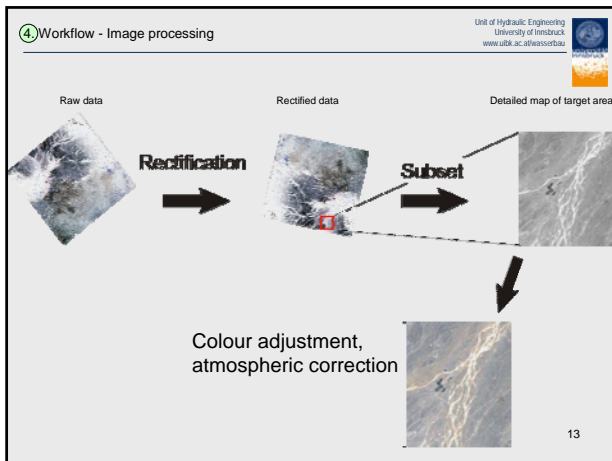 4. Workflow - Image processing
Unit of Hydraulic Engineering
University of Innsbruck
www.uibk.ac.at/wasserbau
Raw data
Rectified data
Detailed map of target area
Rectification
Subset
Colour adjustment,
atmospheric correction
13